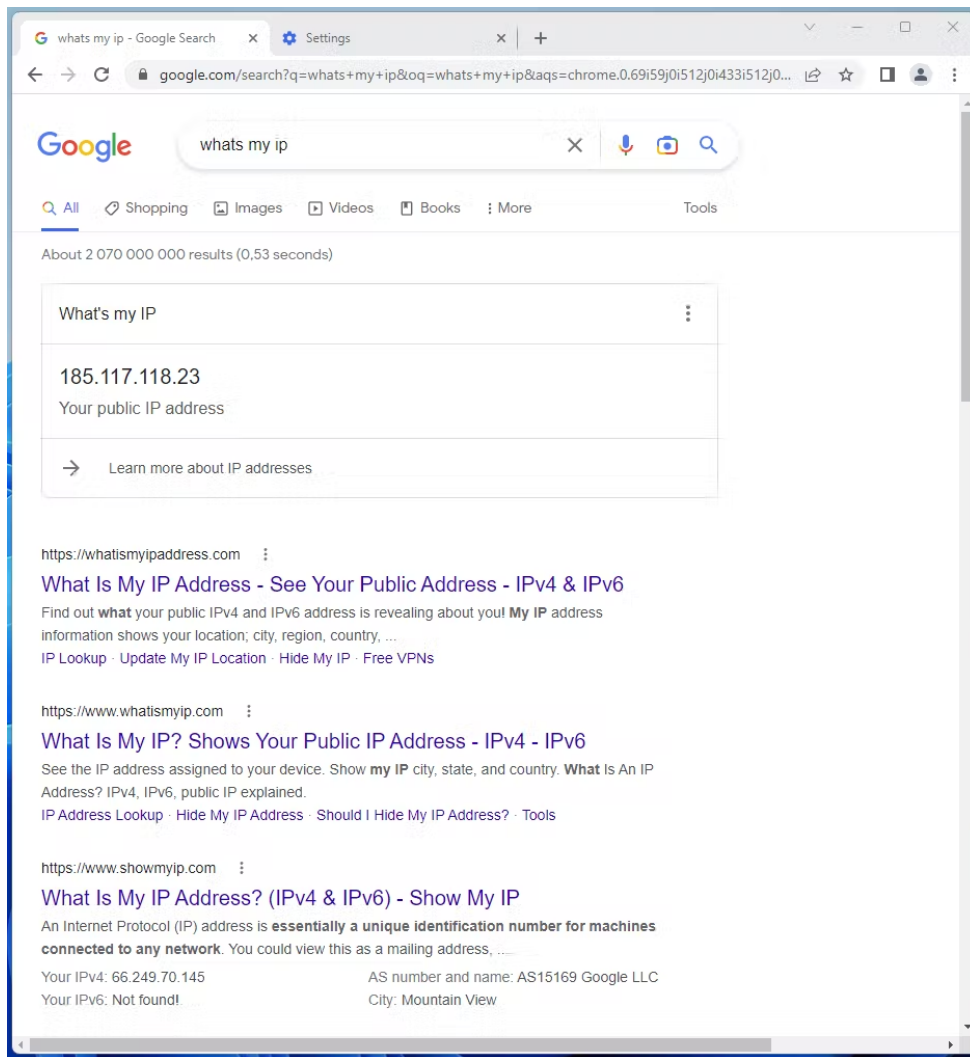 whats my ip - Google Search
Settings
google.com/search?q=whats+my+ip&oq=whats+my+ip&aqs=chrome.0.69i59j0i512j0i433i512j0...
Google
whats my ip
All Shopping Images Videos Books More Tools
About 2 070 000 000 results (0,53 seconds)
What's my IP
185.117.118.23
Your public IP address
Learn more about IP addresses
https://whatismyipaddress.com
What Is My IP Address - See Your Public Address - IPv4 & IPv6
Find out what your public IPv4 and IPv6 address is revealing about you! My IP address
information shows your location; city, region, country, ...
IP Lookup · Update My IP Location · Hide My IP · Free VPNs
https://www.whatismyip.com
What Is My IP? Shows Your Public IP Address - IPv4 - IPv6
See the IP address assigned to your device. Show my IP city, state, and country. What Is An IP
Address? IPv4, IPv6, public IP explained.
IP Address Lookup · Hide My IP Address · Should I Hide My IP Address? · Tools
https://www.showmyip.com
What Is My IP Address? (IPv4 & IPv6) - Show My IP
An Internet Protocol (IP) address is essentially a unique identification number for machines
connected to any network. You could view this as a mailing address, ...
Your IPv4: 66.249.70.145 AS number and name: AS15169 Google LLC
Your IPv6: Not found! City: Mountain View